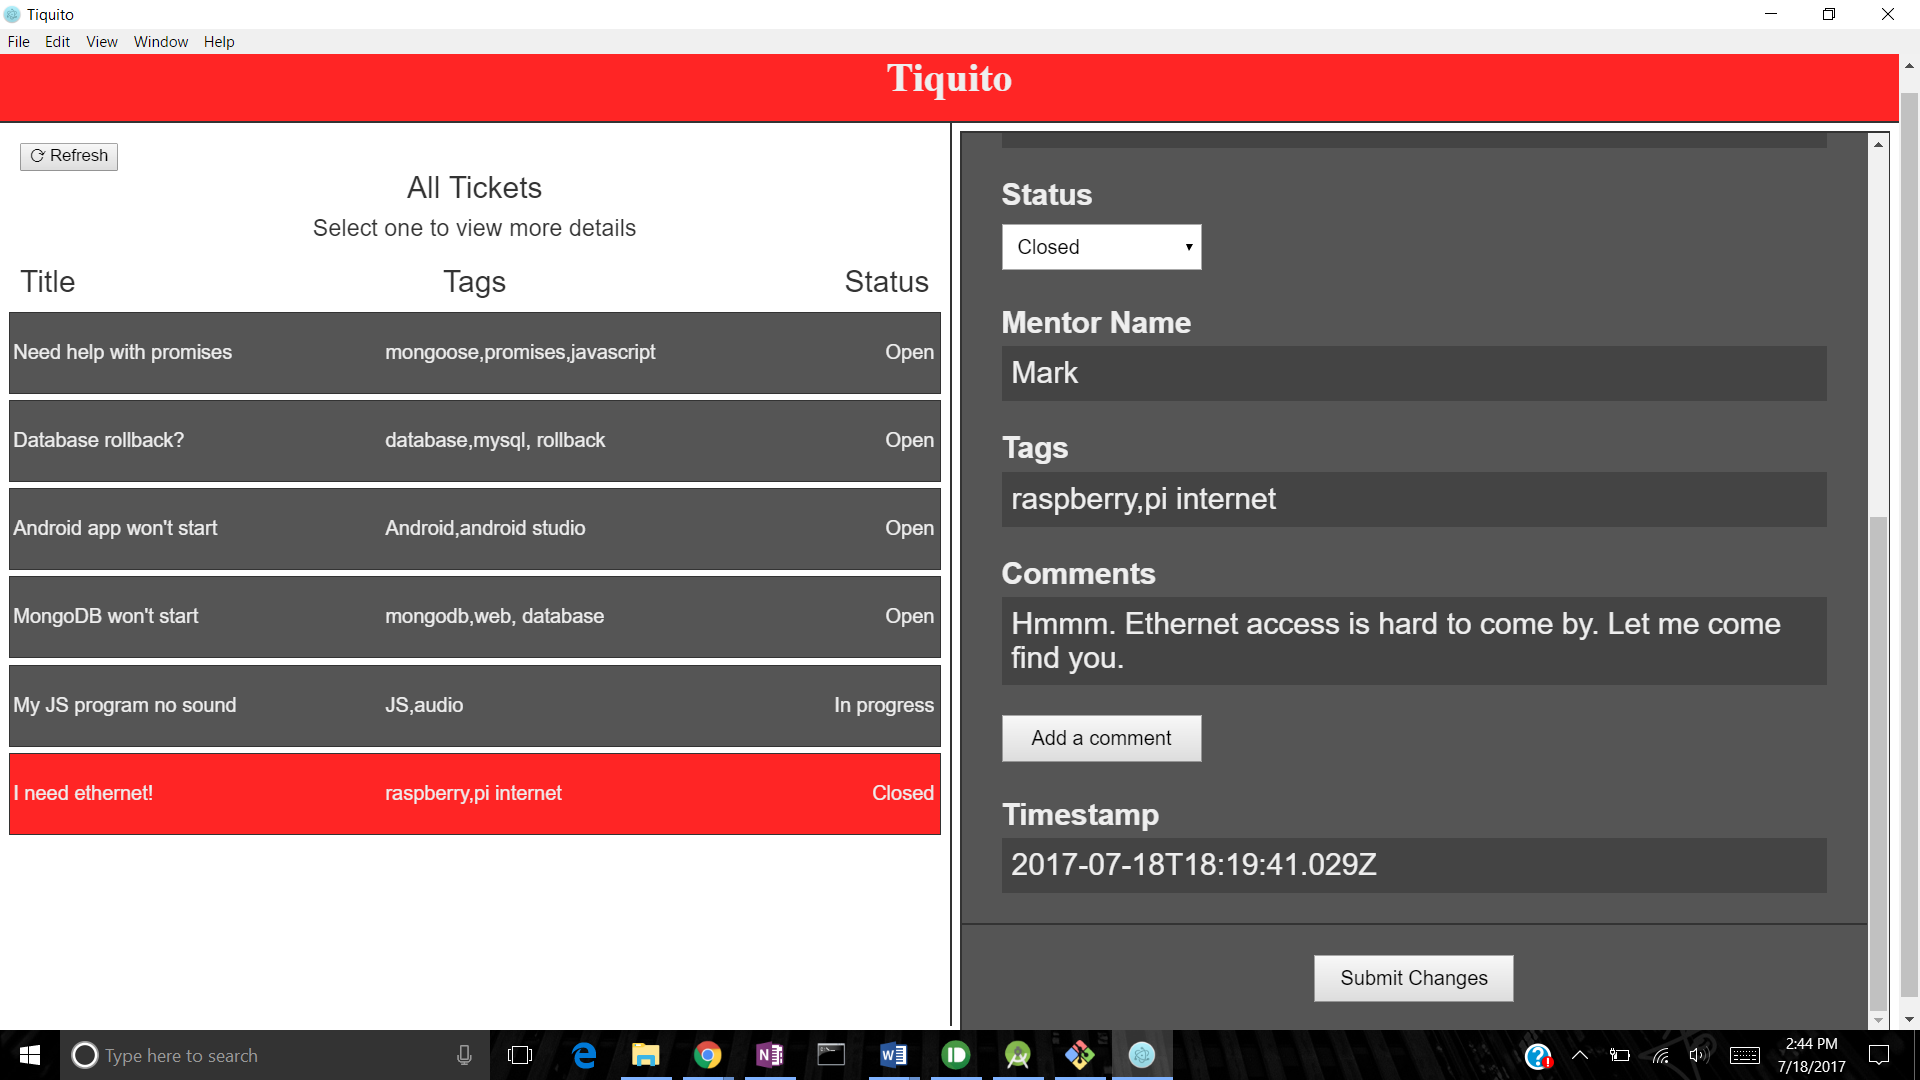 Tiquito
File Edit View Window Help
Tiquito
Refresh
All Tickets
Select one to view more details
Title Tags Status
Need help with promises mongoose,promises,javascript Open
Database rollback? database,mysql, rollback Open
Android app won't start Android,android studio Open
MongoDB won't start mongodb,web, database Open
My JS program no sound JS,audio In progress
I need ethernet! raspberry,pi internet Closed
Status
Closed
Mentor Name
Mark
Tags
raspberry,pi internet
Comments
Hmmm. Ethernet access is hard to come by. Let me come
find you.
Add a comment
Timestamp
2017-07-18T18:19:41.029Z
Submit Changes
Type here to search
2:44 PM
7/18/2017